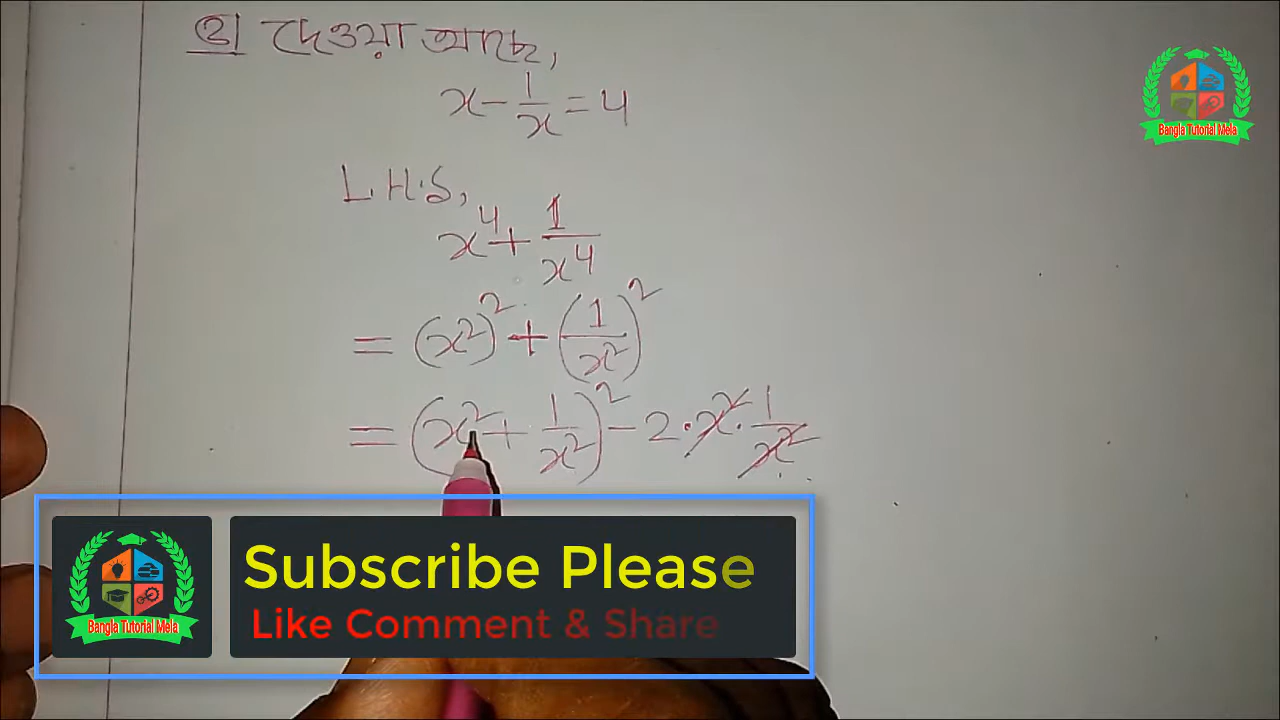 ২। দেওয়া আছে,
x - 1/x = 4
L.H.S,
x⁴ + 1/x⁴
= (x²)² + (1/x²)²
= (x² + 1/x²)² - 2 · x² · 1/x²
Bangla Tutorial Mela
Subscribe Please
Like Comment & Share
Bangla Tutorial Mela